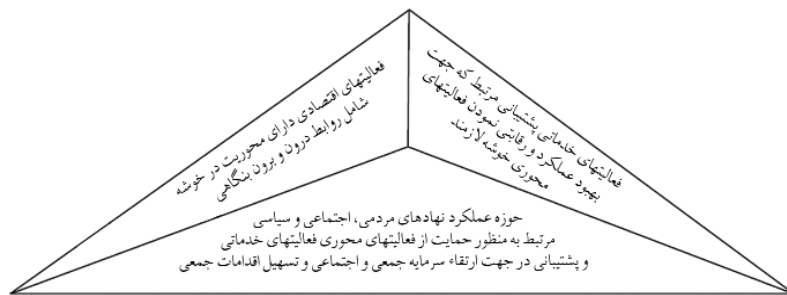 فعالیتهای خدماتی پشتیبانی مرتبط که جهت
بهبود عملکرد و رقابتی نمودن فعالیتهای
محوری خوشه لازمند
فعالیتهای اقتصادی دارای محوریت در خوشه
شامل روابط درون و برون بنگاهی
حوزه عملکرد نهادهای مردمی، اجتماعی و سیاسی
مرتبط به منظور حمایت از فعالیتهای محوری فعالیتهای خدماتی
و پشتیبانی در جهت ارتقاء سرمایه جمعی و اجتماعی و تسهیل اقدامات جمعی